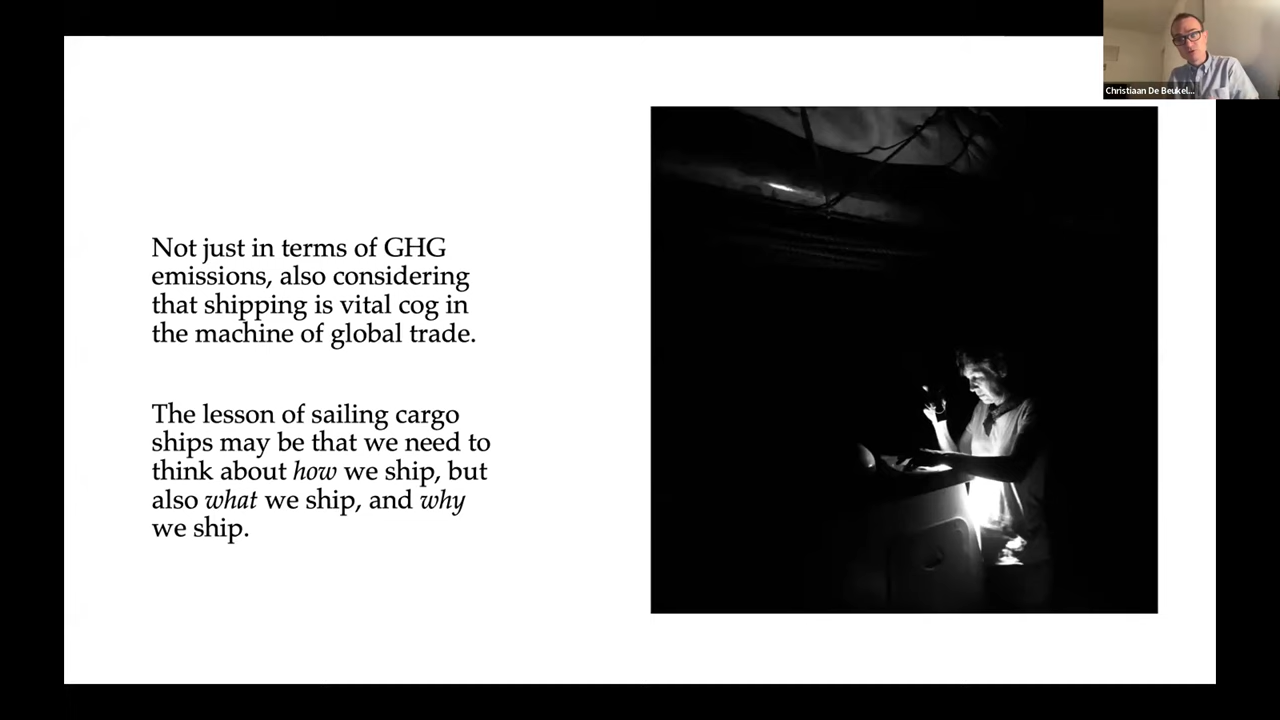 Christiaan De Beukel...
Not just in terms of GHG
emissions, also considering
that shipping is vital cog in
the machine of global trade.
The lesson of sailing cargo
ships may be that we need to
think about how we ship, but
also what we ship, and why
we ship.